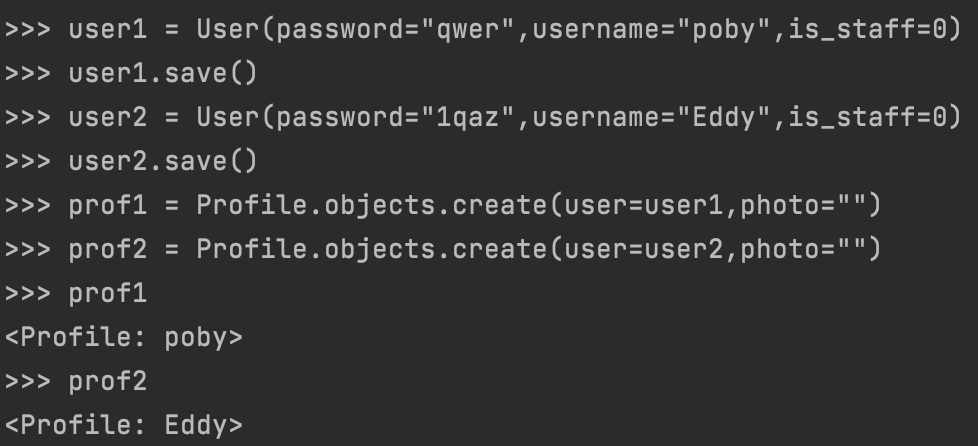 >>> user1 = User(password="qwer",username="poby",is_staff=0)
>>> user1.save()
>>> user2 = User(password="1qaz",username="Eddy",is_staff=0)
>>> user2.save()
>>> prof1 = Profile.objects.create(user=user1,photo="")
>>> prof2 = Profile.objects.create(user=user2,photo="")
>>> prof1
<Profile: poby>
>>> prof2
<Profile: Eddy>